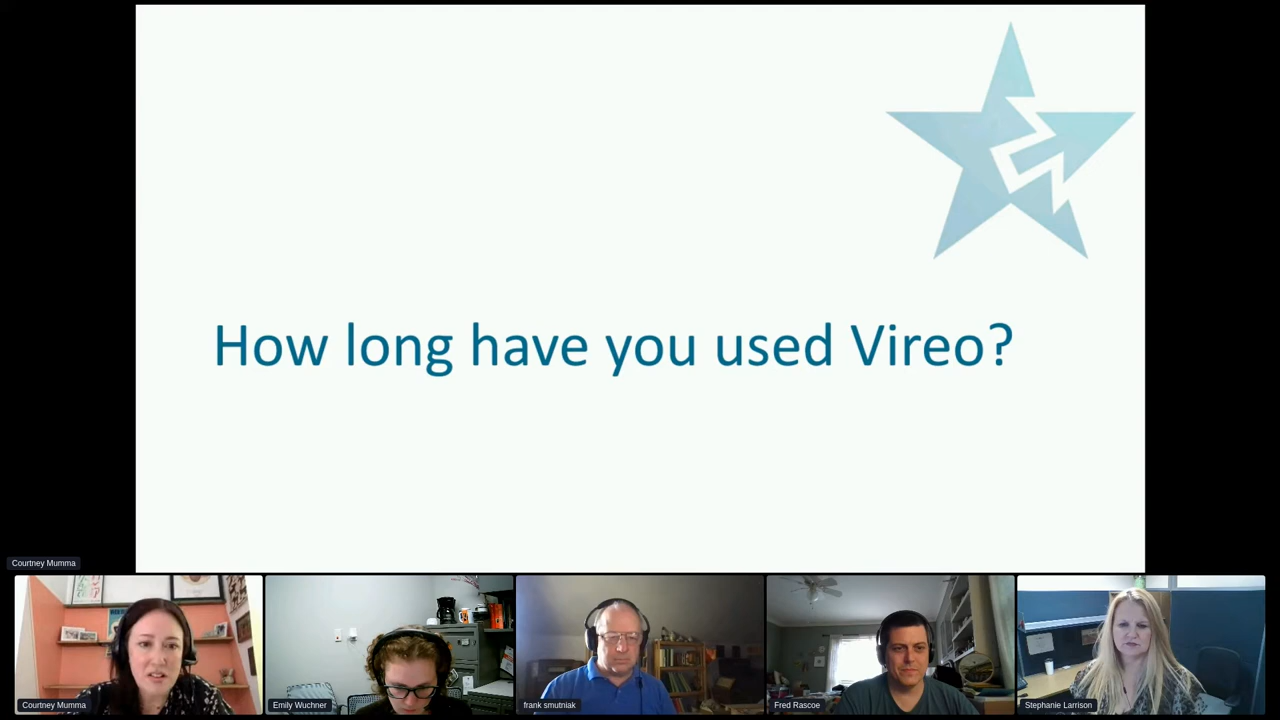 How long have you used Vireo?
Courtney Mumma
Courtney Mumma
Emily Wuchner
frank smutniak
Fred Rascoe
Stephanie Larrison